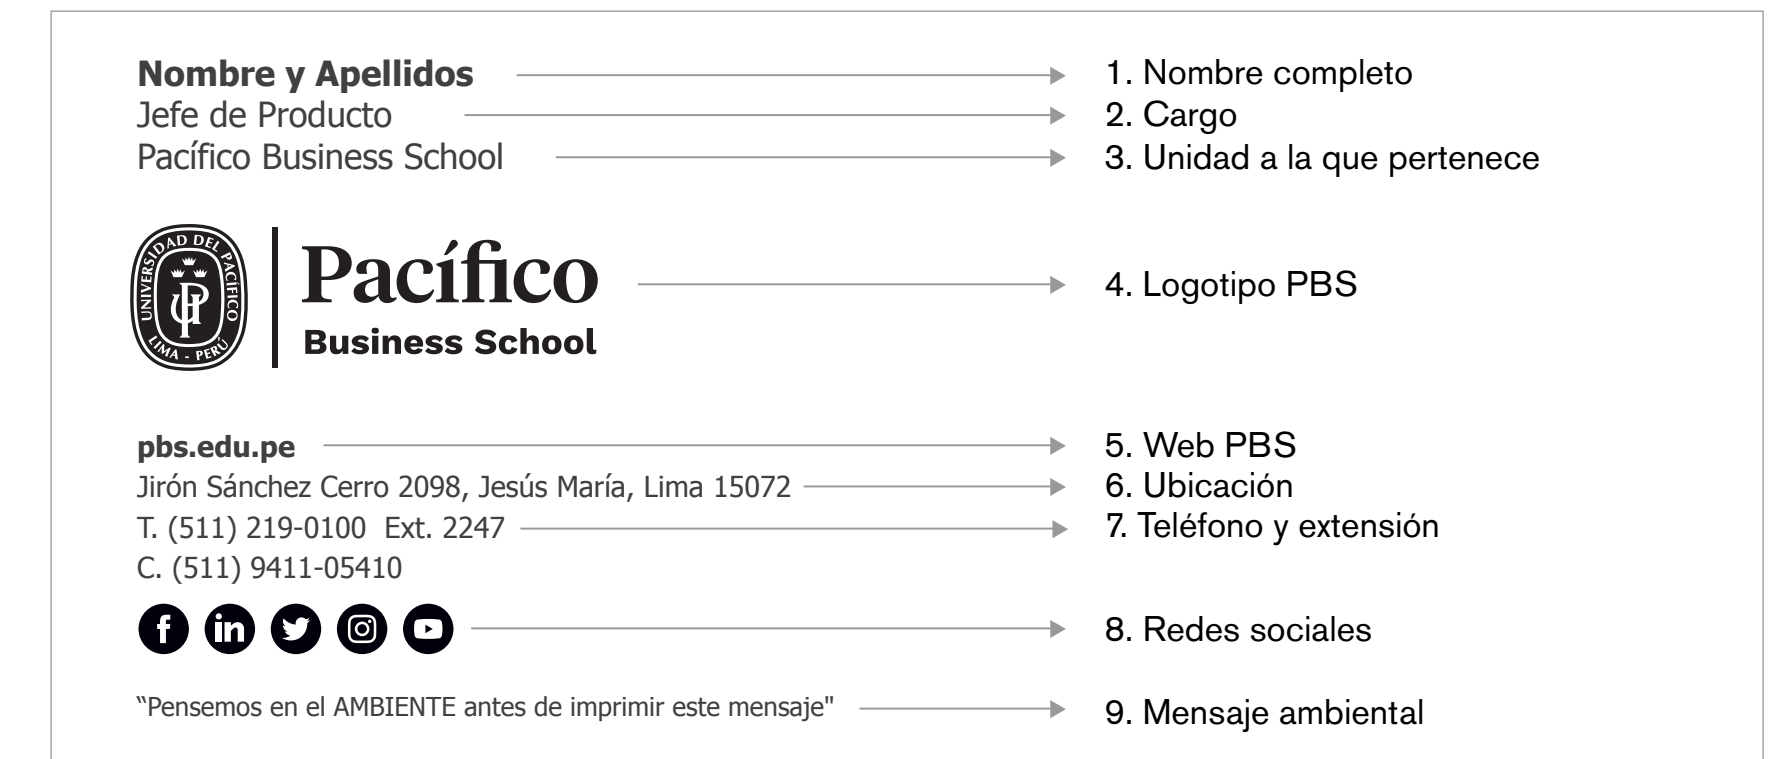 Nombre y Apellidos 1. Nombre completo
Jefe de Producto 2. Cargo
Pacífico Business School 3. Unidad a la que pertenece
UNIVERSIDAD DEL PACÍFICO
LIMA - PERÚ
UP
Pacífico
Business School
4. Logotipo PBS
pbs.edu.pe 5. Web PBS
Jirón Sánchez Cerro 2098, Jesús María, Lima 15072 6. Ubicación
T. (511) 219-0100 Ext. 2247 7. Teléfono y extensión
C. (511) 9411-05410
f in 8. Redes sociales
“Pensemos en el AMBIENTE antes de imprimir este mensaje" 9. Mensaje ambiental